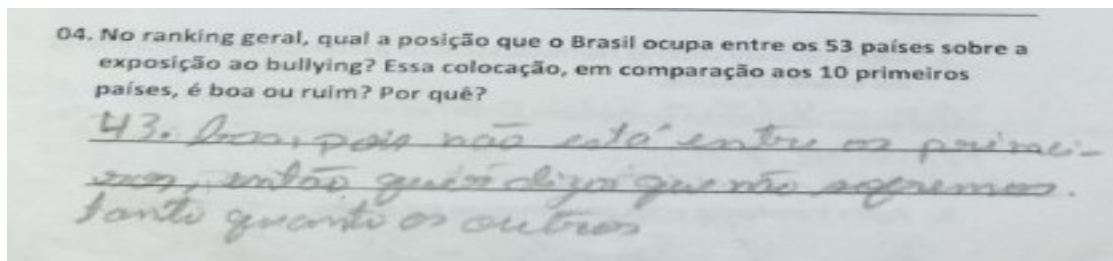 04. No ranking geral, qual a posição que o Brasil ocupa entre os 53 países sobre a
exposição ao bullying? Essa colocação, em comparação aos 10 primeiros
países, é boa ou ruim? Por quê?
43. boa, pois não está entre os primei-
ros, então quer dizer que não sofremos.
tanto quanto os outros